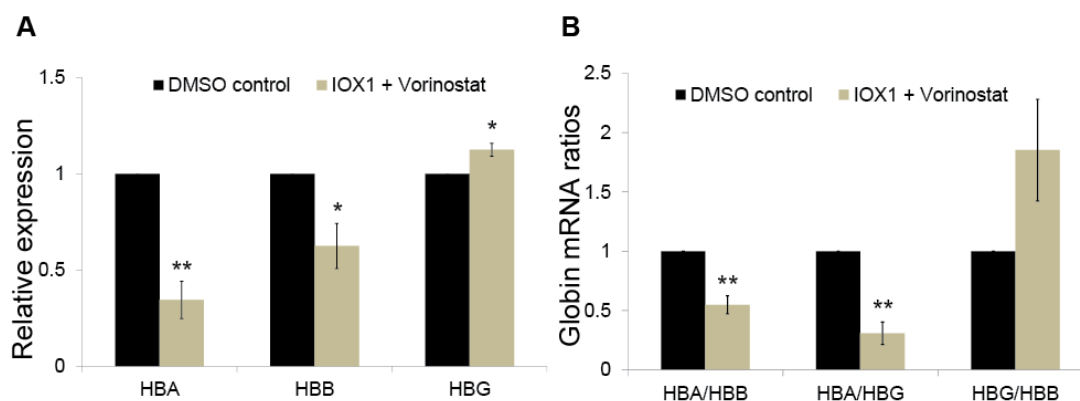 A
Relative expression
1.5
1
0.5
0
DMSO control IOX1 + Vorinostat
** * *
HBA HBB HBG
B
Globin mRNA ratios
2.5
2
1.5
1
0.5
0
DMSO control IOX1 + Vorinostat
** **
HBA/HBB HBA/HBG HBG/HBB